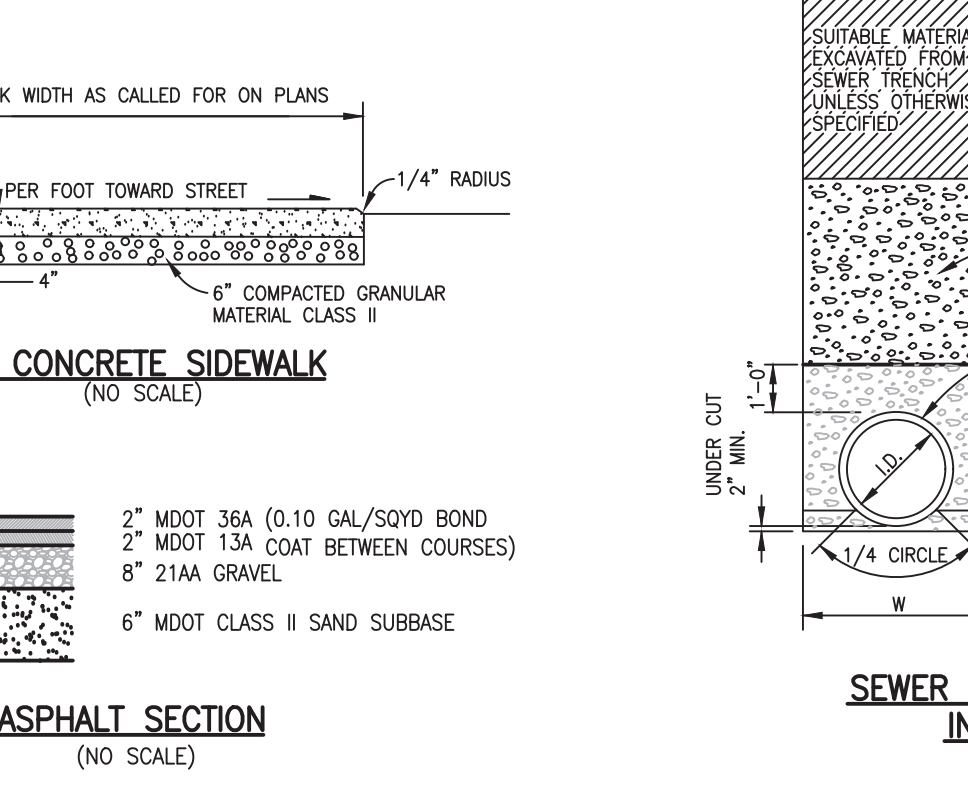 K WIDTH AS CALLED FOR ON PLANS
PER FOOT TOWARD STREET
1/4" RADIUS
4"
6" COMPACTED GRANULAR
MATERIAL CLASS II
CONCRETE SIDEWALK
(NO SCALE)
2" MDOT 36A (0.10 GAL/SQYD BOND
2" MDOT 13A COAT BETWEEN COURSES)
8" 21AA GRAVEL
6" MDOT CLASS II SAND SUBBASE
ASPHALT SECTION
(NO SCALE)
SUITABLE MATERIA
EXCAVATED FROM
SEWER TRENCH
UNLESS OTHERWIS
SPECIFIED
1'-0"
UNDER CUT
2" MIN.
I.D.
1/4 CIRCLE
W
SEWER
IN